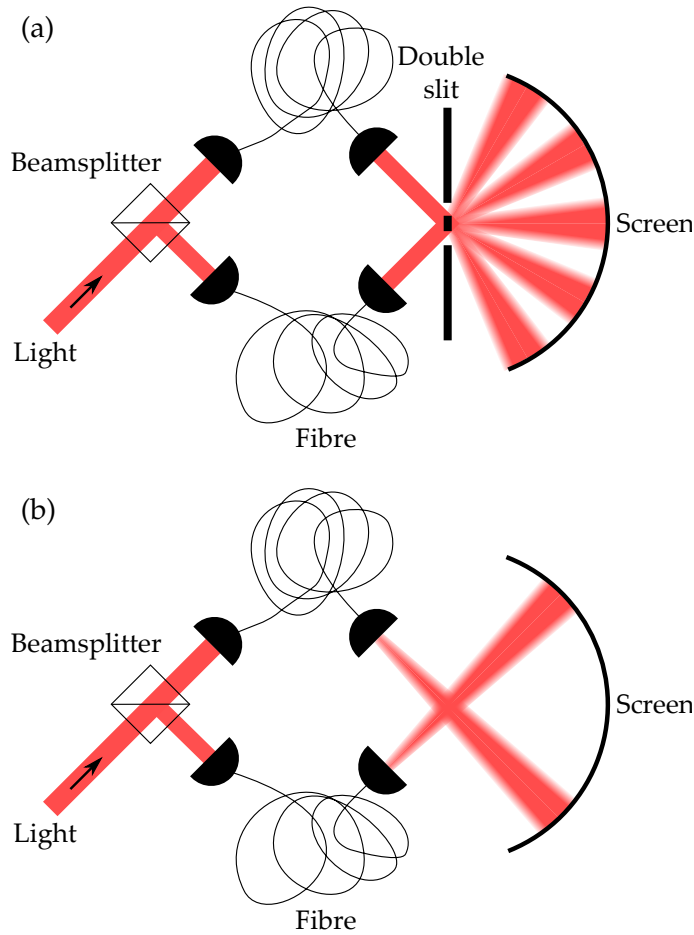 (a)
Double
slit
Beamsplitter
Screen
Light
Fibre
(b)
Beamsplitter
Screen
Light
Fibre